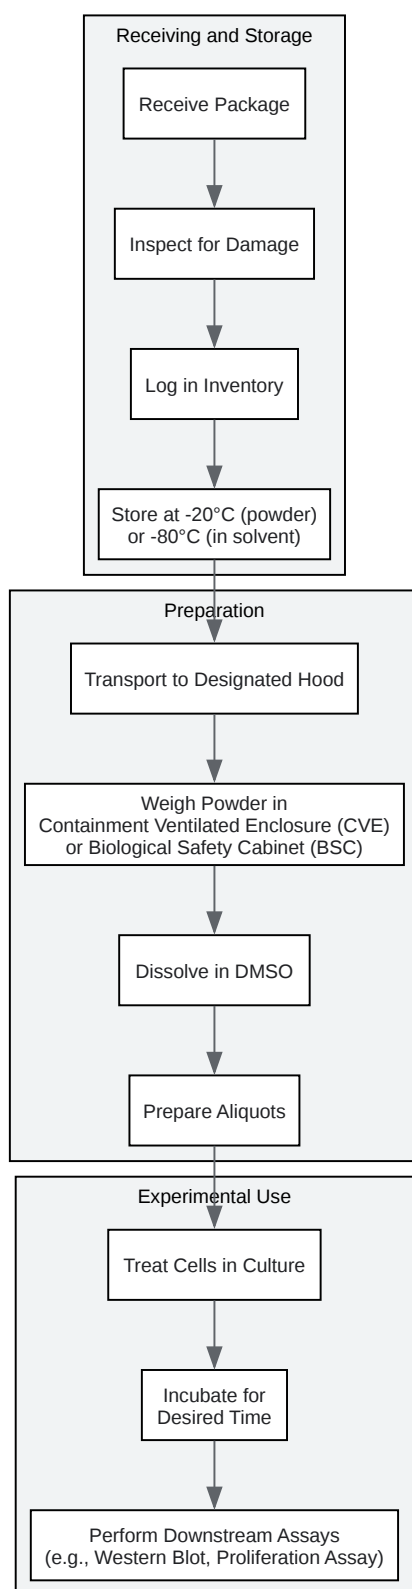 Receiving and Storage
Receive Package
Inspect for Damage
Log in Inventory
Store at -20°C (powder)
or -80°C (in solvent)
Preparation
Transport to Designated Hood
Weigh Powder in
Containment Ventilated Enclosure (CVE)
or Biological Safety Cabinet (BSC)
Dissolve in DMSO
Prepare Aliquots
Experimental Use
Treat Cells in Culture
Incubate for
Desired Time
Perform Downstream Assays
(e.g., Western Blot, Proliferation Assay)